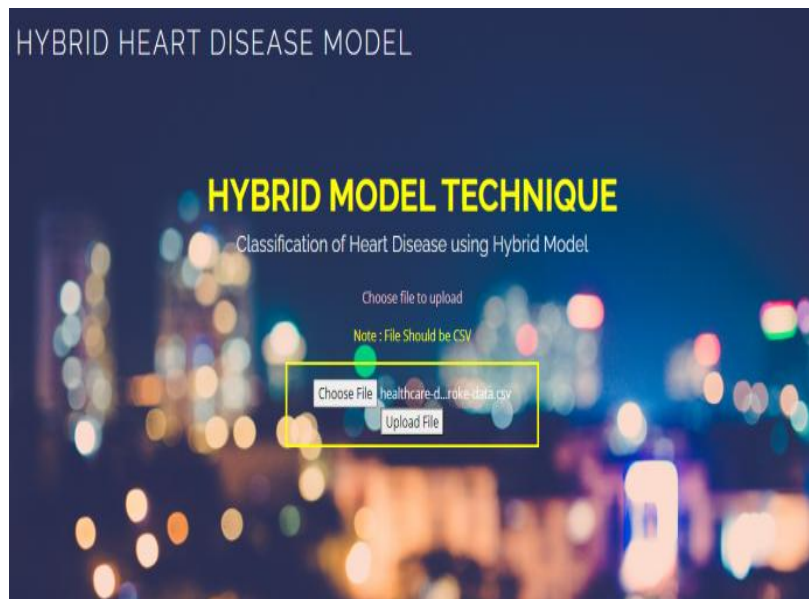 HYBRID HEART DISEASE MODEL
HYBRID MODEL TECHNIQUE
Classification of Heart Disease using Hybrid Model
Choose file to upload
Note : File Should be CSV
Choose File healthcare-d...roke-data.csv
Upload File